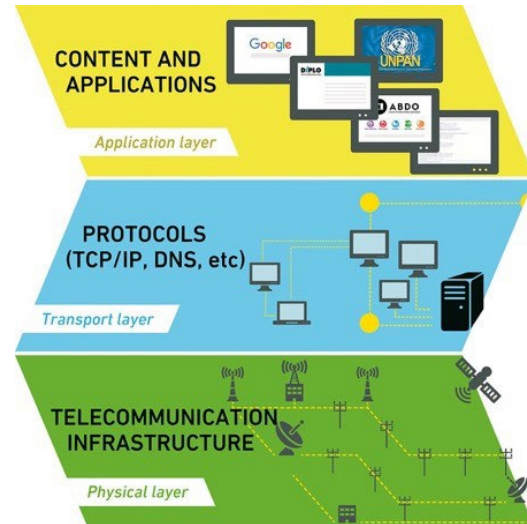 CONTENT AND
APPLICATIONS
Google
UNPAN
DiPLO
ABDO
Application layer
PROTOCOLS
(TCP/IP, DNS, etc)
Transport layer
TELECOMMUNICATION
INFRASTRUCTURE
Physical layer